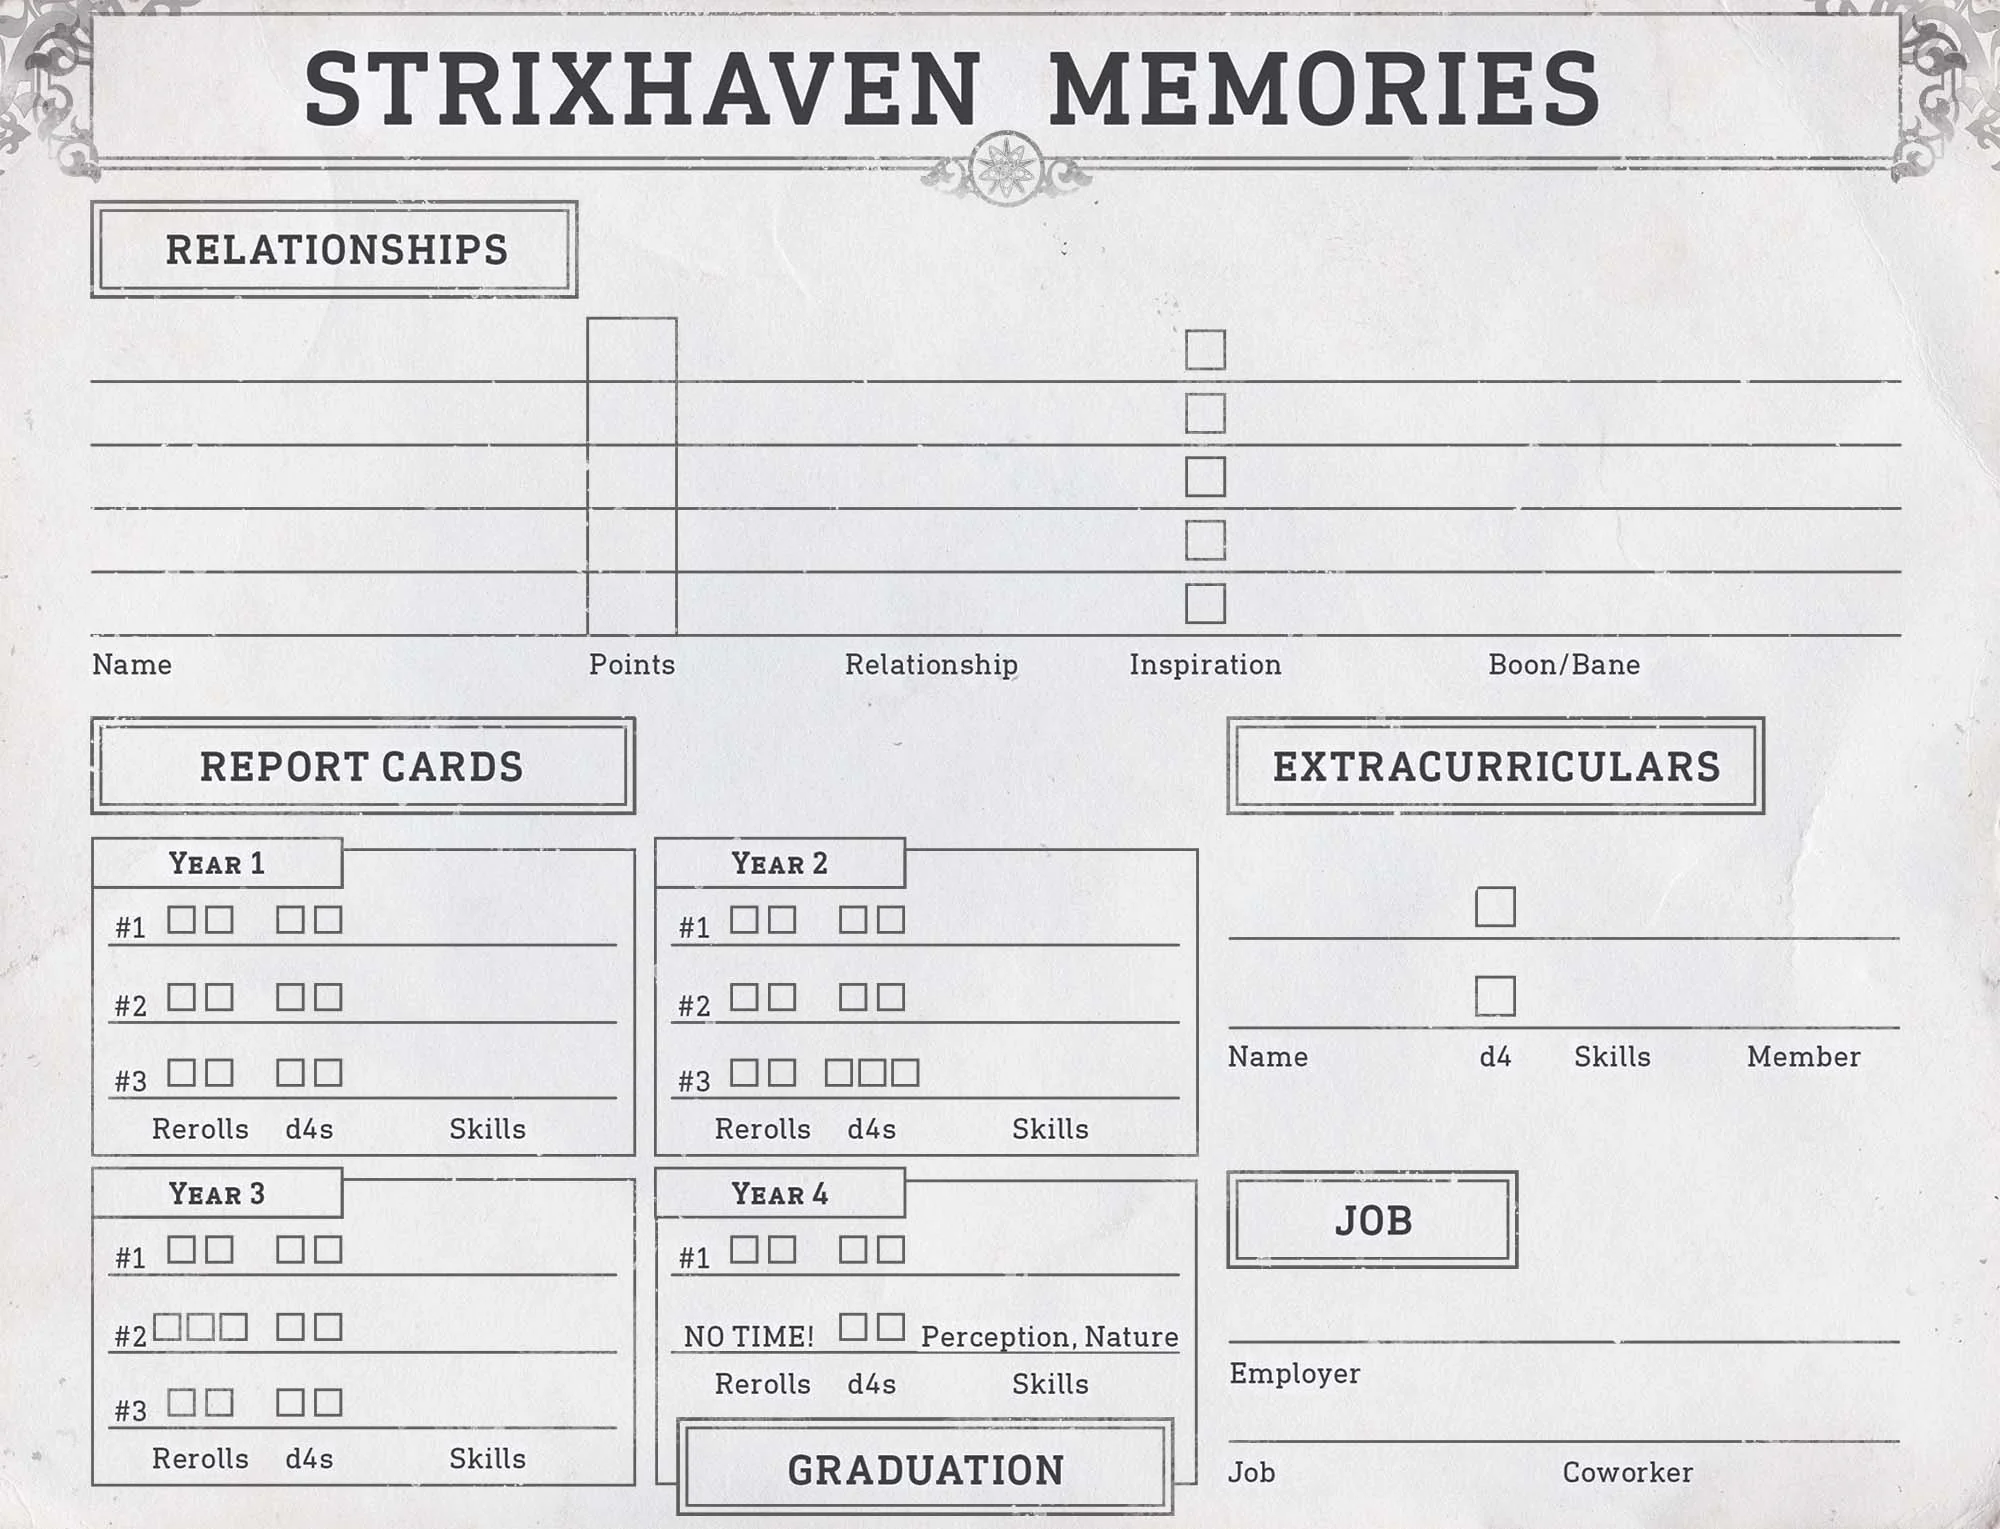 STRIXHAVEN MEMORIES
RELATIONSHIPS
Name Points Relationship Inspiration Boon/Bane
REPORT CARDS
YEAR 1
#1
#2
#3
Rerolls d4s Skills
YEAR 2
#1
#2
#3
Rerolls d4s Skills
YEAR 3
#1
#2
#3
Rerolls d4s Skills
YEAR 4
#1
NO TIME! Perception, Nature
Rerolls d4s Skills
GRADUATION
EXTRACURRICULARS
Name d4 Skills Member
JOB
Employer
Job Coworker